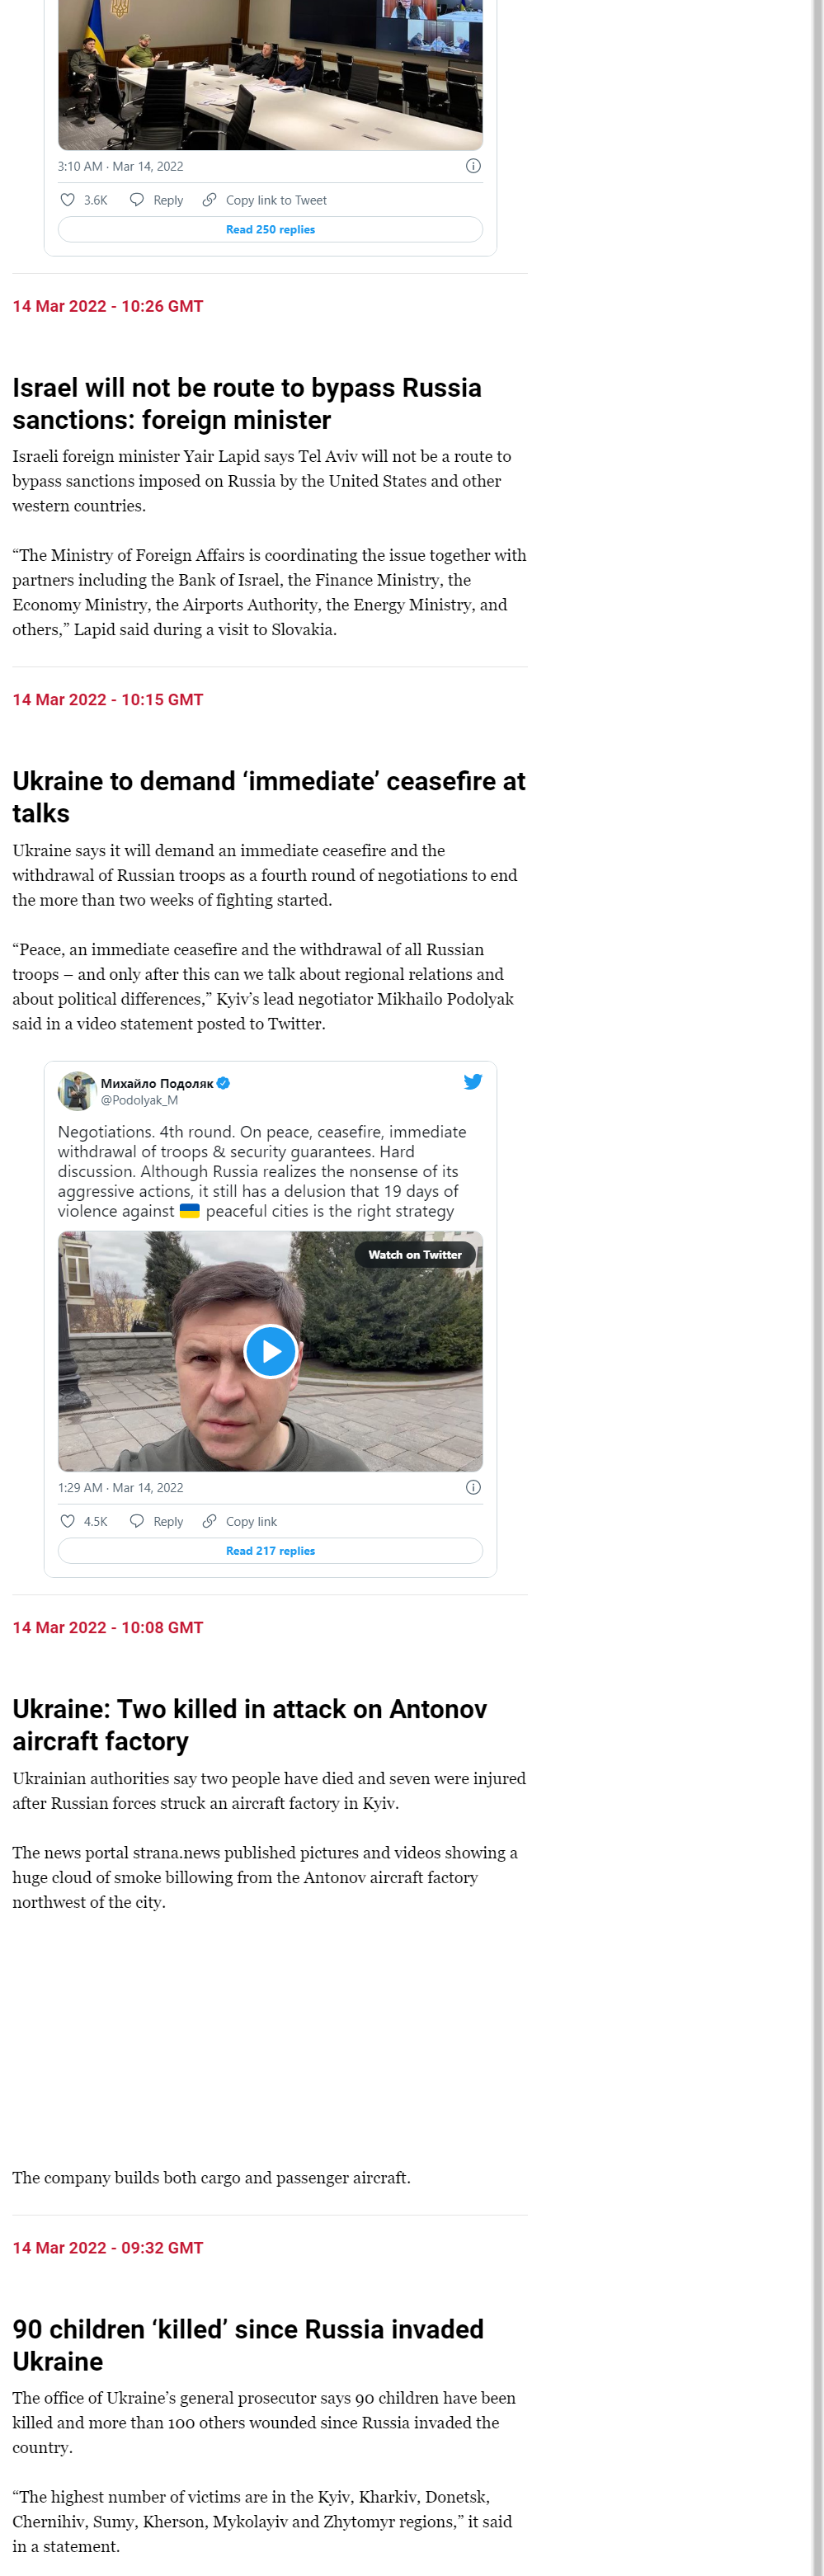 3:10 AM · Mar 14, 2022
3.6K Reply Copy link to Tweet
Read 250 replies
14 Mar 2022 - 10:26 GMT
Israel will not be route to bypass Russia
sanctions: foreign minister
Israeli foreign minister Yair Lapid says Tel Aviv will not be a route to
bypass sanctions imposed on Russia by the United States and other
western countries.
“The Ministry of Foreign Affairs is coordinating the issue together with
partners including the Bank of Israel, the Finance Ministry, the
Economy Ministry, the Airports Authority, the Energy Ministry, and
others,” Lapid said during a visit to Slovakia.
14 Mar 2022 - 10:15 GMT
Ukraine to demand ‘immediate’ ceasefire at
talks
Ukraine says it will demand an immediate ceasefire and the
withdrawal of Russian troops as a fourth round of negotiations to end
the more than two weeks of fighting started.
“Peace, an immediate ceasefire and the withdrawal of all Russian
troops – and only after this can we talk about regional relations and
about political differences,” Kyiv’s lead negotiator Mikhailo Podolyak
said in a video statement posted to Twitter.
Михайло Подоляк
@Podolyak_M
Negotiations. 4th round. On peace, ceasefire, immediate
withdrawal of troops & security guarantees. Hard
discussion. Although Russia realizes the nonsense of its
aggressive actions, it still has a delusion that 19 days of
violence against 🇺🇦 peaceful cities is the right strategy
Watch on Twitter
1:29 AM · Mar 14, 2022
4.5K Reply Copy link
Read 217 replies
14 Mar 2022 - 10:08 GMT
Ukraine: Two killed in attack on Antonov
aircraft factory
Ukrainian authorities say two people have died and seven were injured
after Russian forces struck an aircraft factory in Kyiv.
The news portal strana.news published pictures and videos showing a
huge cloud of smoke billowing from the Antonov aircraft factory
northwest of the city.
The company builds both cargo and passenger aircraft.
14 Mar 2022 - 09:32 GMT
90 children ‘killed’ since Russia invaded
Ukraine
The office of Ukraine’s general prosecutor says 90 children have been
killed and more than 100 others wounded since Russia invaded the
country.
“The highest number of victims are in the Kyiv, Kharkiv, Donetsk,
Chernihiv, Sumy, Kherson, Mykolayiv and Zhytomyr regions,” it said
in a statement.